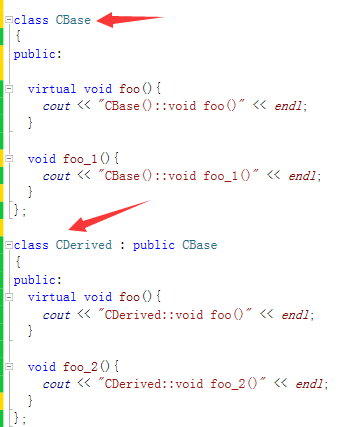 class CBase
{
public:
virtual void foo(){
cout << "CBase()::void foo()" << endl;
}
void foo_1(){
cout << "CBase()::void foo_1()" << endl;
}
};
class CDerived : public CBase
{
public:
virtual void foo(){
cout << "CDerived::void foo()" << endl;
}
void foo_2(){
cout << "CDerived::void foo_2()" << endl;
}
};